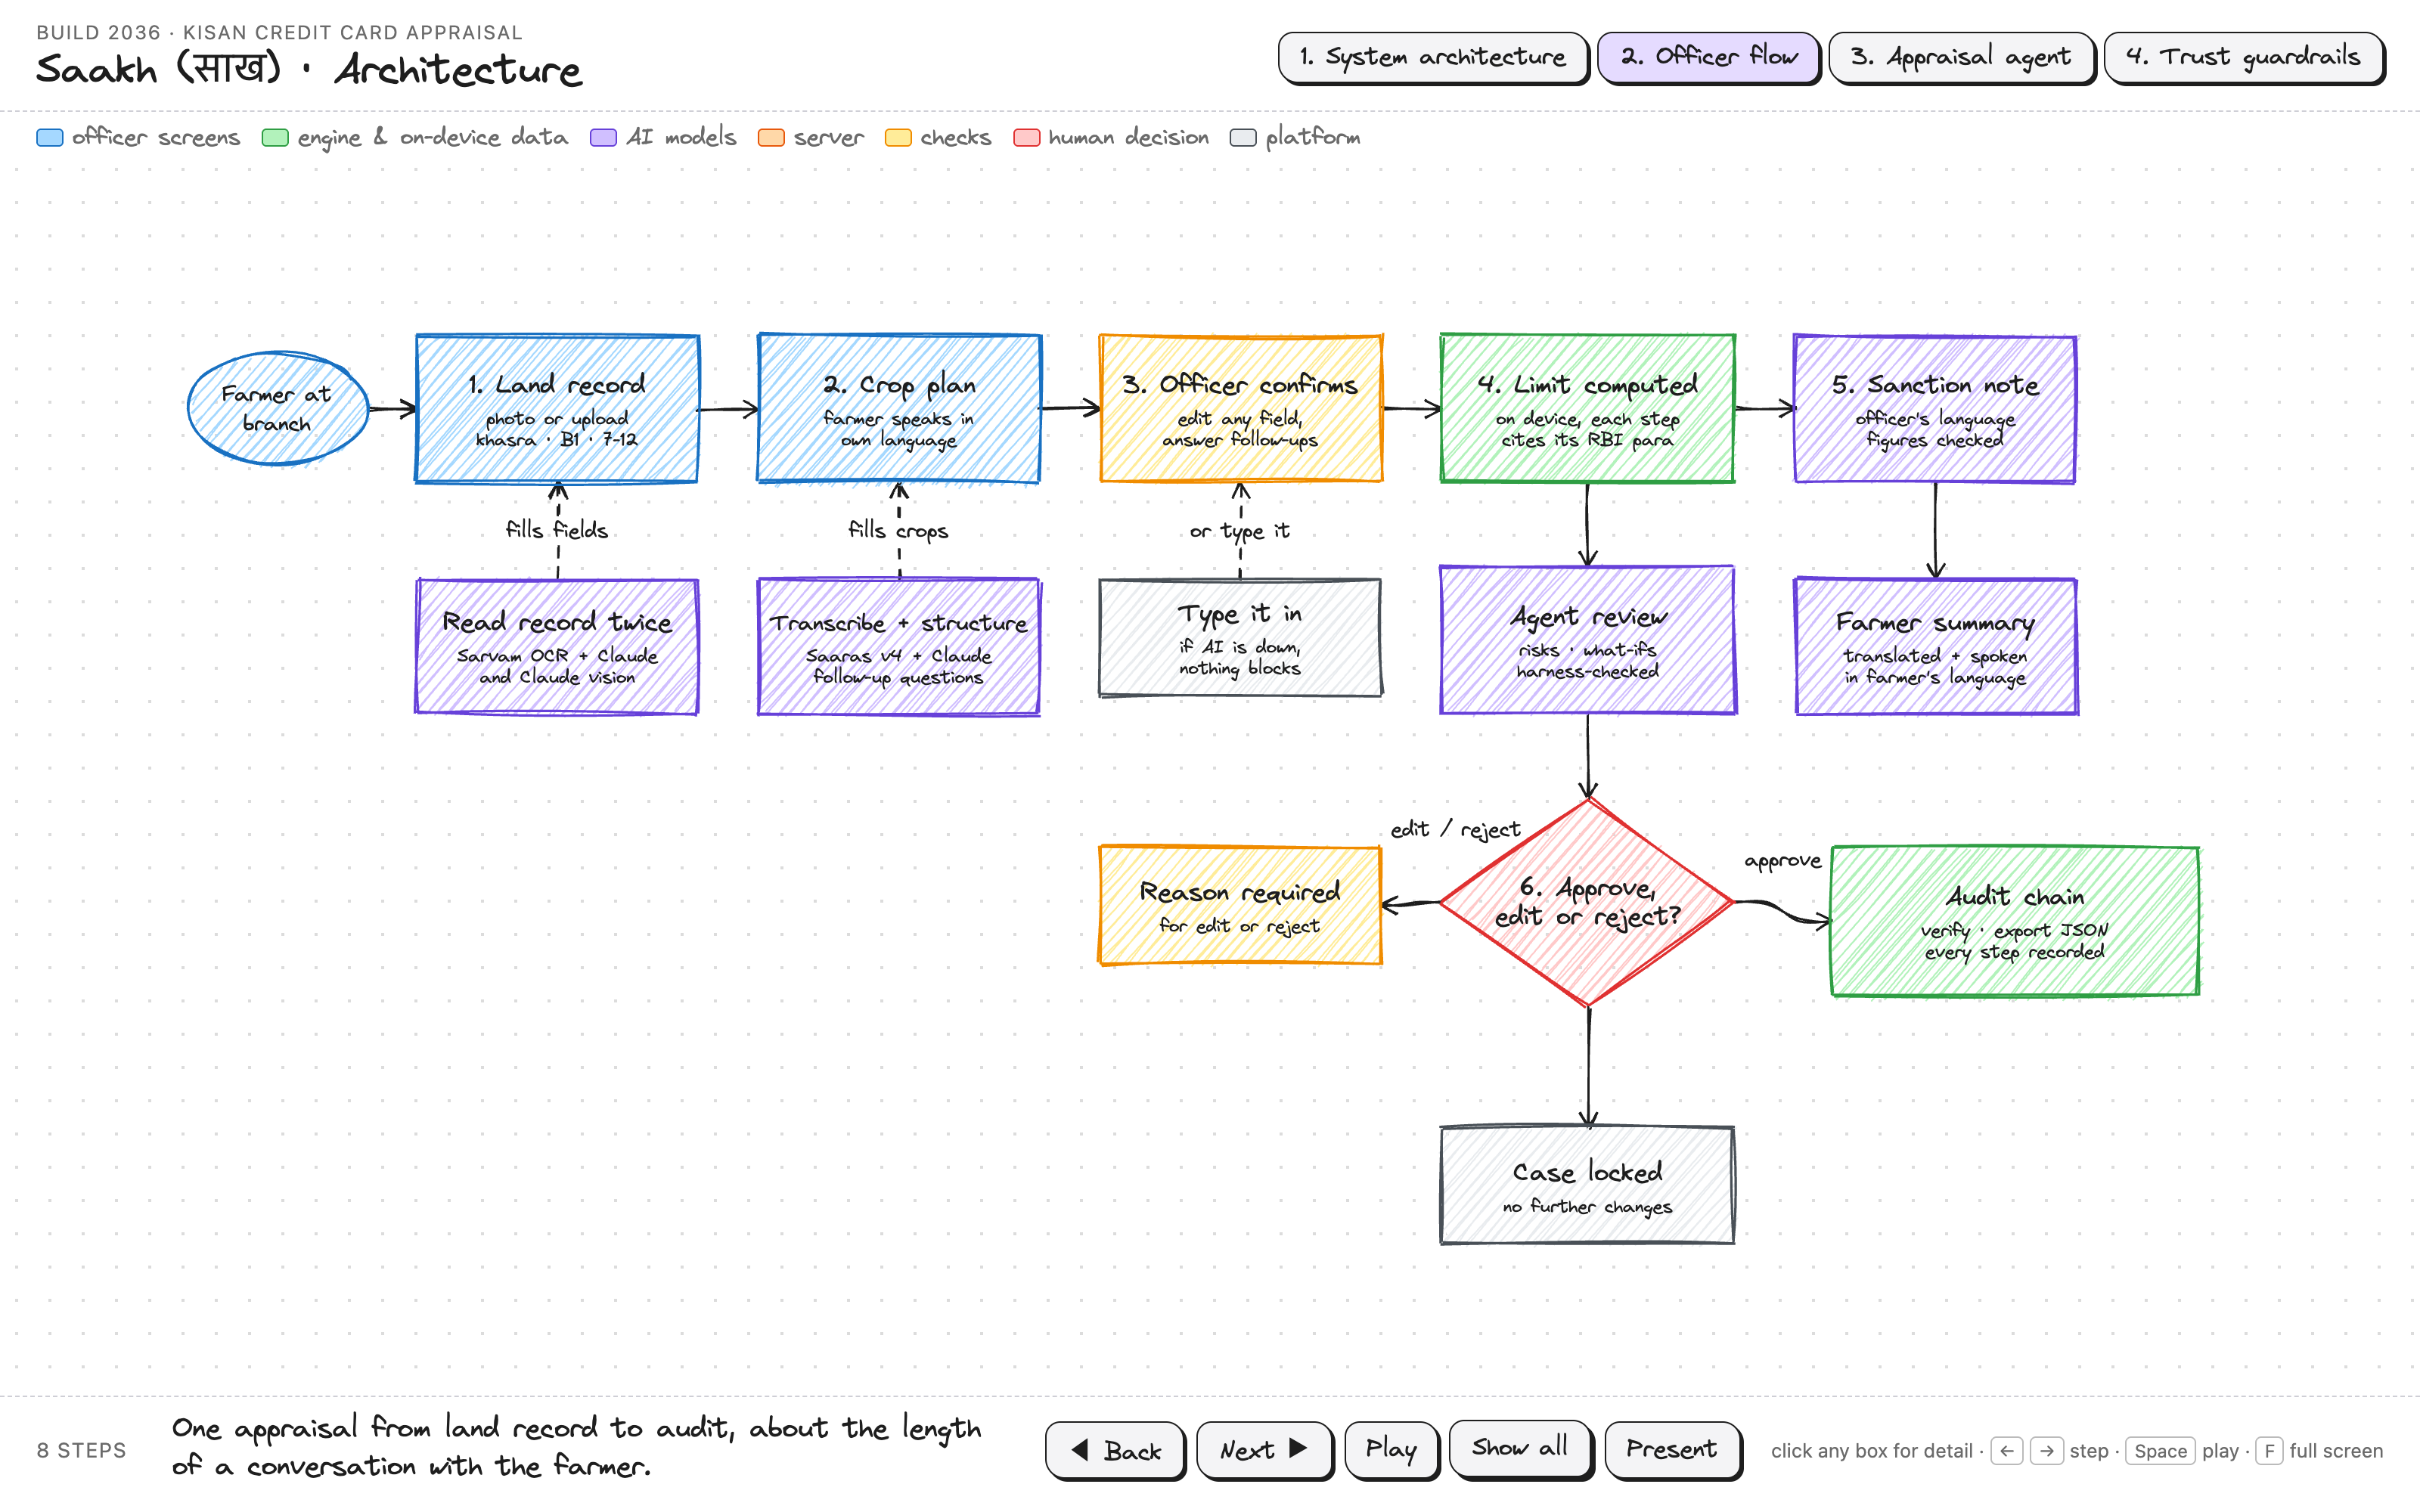 BUILD 2036 · KISAN CREDIT CARD APPRAISAL
Saakh (साख) · Architecture
1. System architecture
2. Officer flow
3. Appraisal agent
4. Trust guardrails
officer screens
engine & on-device data
AI models
server
checks
human decision
platform
Farmer at
branch
1. Land record
photo or upload
khasra · B1 · 7-12
2. Crop plan
farmer speaks in
own language
3. Officer confirms
edit any field,
answer follow-ups
4. Limit computed
on device, each step
cites its RBI para
5. Sanction note
officer's language
figures checked
fills fields
fills crops
or type it
Read record twice
Sarvam OCR + Claude
and Claude vision
Transcribe + structure
Saaras v4 + Claude
follow-up questions
Type it in
if AI is down,
nothing blocks
Agent review
risks · what-ifs
harness-checked
Farmer summary
translated + spoken
in farmer's language
edit / reject
approve
Reason required
for edit or reject
6. Approve,
edit or reject?
Audit chain
verify · export JSON
every step recorded
Case locked
no further changes
8 STEPS
One appraisal from land record to audit, about the length
of a conversation with the farmer.
◀ Back
Next ▶
Play
Show all
Present
click any box for detail · ← → step · Space play · F full screen